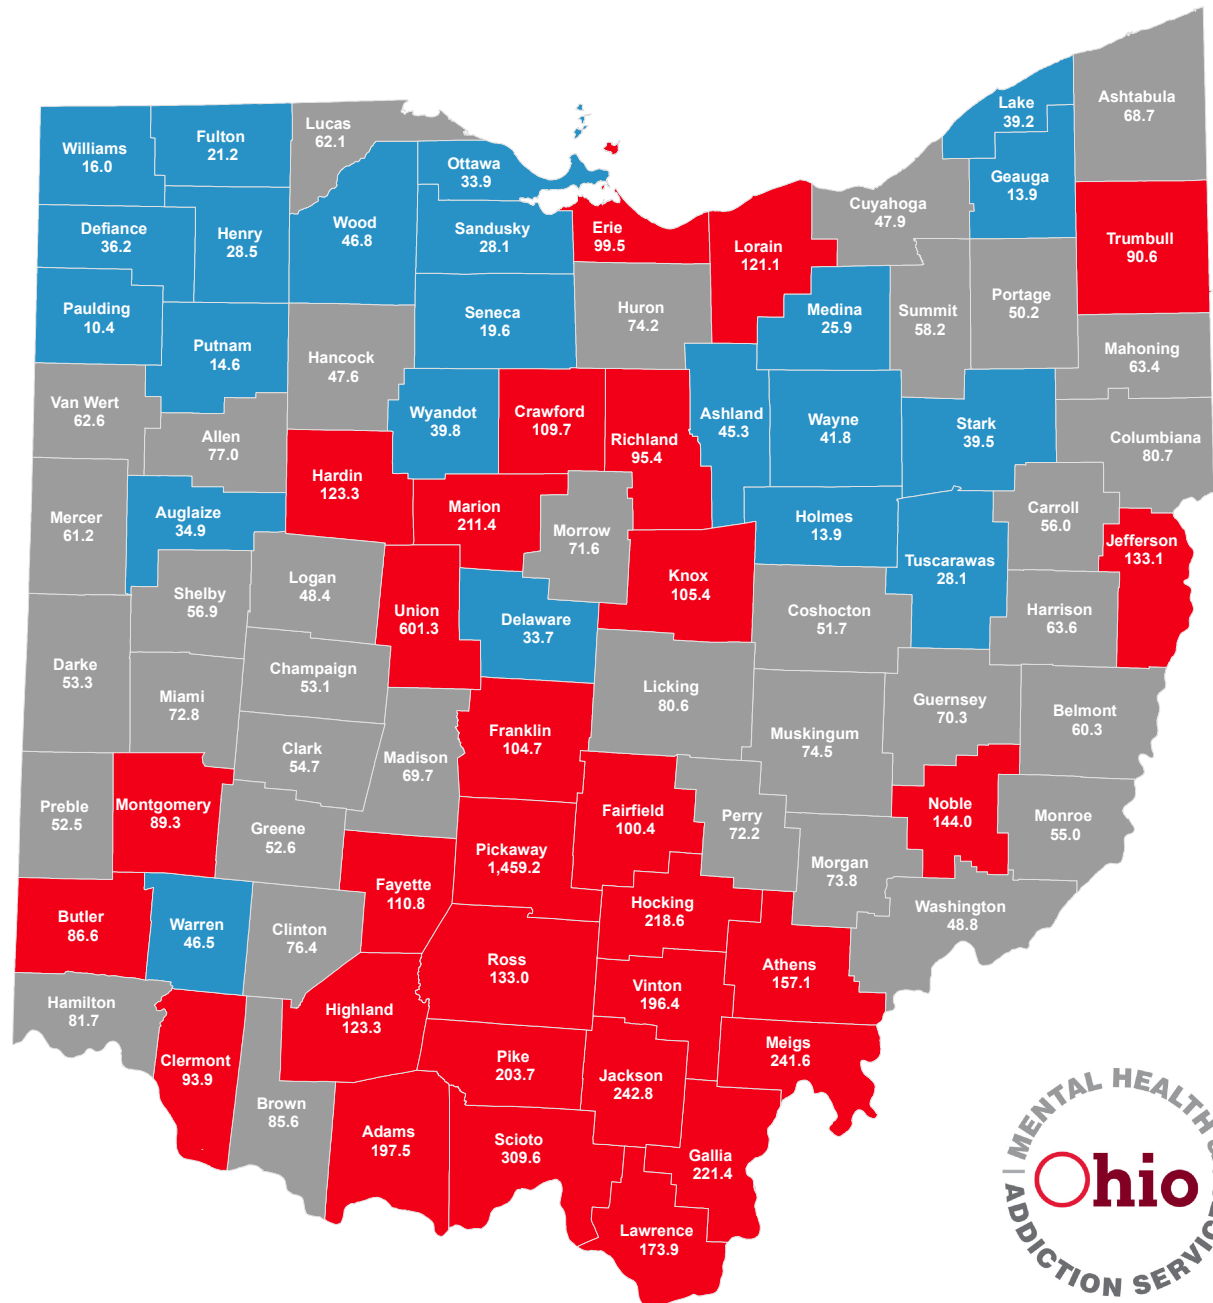 Lake
39.2
Ashtabula
68.7
Lucas
62.1
Fulton
21.2
Williams
16.0
Ottawa
33.9
Geauga
13.9
Cuyahoga
47.9
Defiance
36.2
Henry
28.5
Wood
46.8
Sandusky
28.1
Erie
99.5
Lorain
121.1
Trumbull
90.6
Paulding
10.4
Putnam
14.6
Seneca
19.6
Huron
74.2
Medina
25.9
Summit
58.2
Portage
50.2
Mahoning
63.4
Hancock
47.6
Van Wert
62.6
Allen
77.0
Wyandot
39.8
Crawford
109.7
Richland
95.4
Ashland
45.3
Wayne
41.8
Stark
39.5
Columbiana
80.7
Hardin
123.3
Mercer
61.2
Auglaize
34.9
Marion
211.4
Morrow
71.6
Holmes
13.9
Carroll
56.0
Jefferson
133.1
Tuscarawas
28.1
Logan
48.4
Shelby
56.9
Knox
105.4
Union
601.3
Delaware
33.7
Coshocton
51.7
Harrison
63.6
Darke
53.3
Champaign
53.1
Miami
72.8
Licking
80.6
Guernsey
70.3
Belmont
60.3
Clark
54.7
Madison
69.7
Franklin
104.7
Muskingum
74.5
Preble
52.5
Montgomery
89.3
Greene
52.6
Fairfield
100.4
Perry
72.2
Noble
144.0
Monroe
55.0
Pickaway
1,459.2
Morgan
73.8
Fayette
110.8
Hocking
218.6
Washington
48.8
Butler
86.6
Warren
46.5
Clinton
76.4
Ross
133.0
Athens
157.1
Vinton
196.4
Hamilton
81.7
Highland
123.3
Meigs
241.6
Clermont
93.9
Pike
203.7
Jackson
242.8
Brown
85.6
Adams
197.5
Scioto
309.6
Gallia
221.4
Lawrence
173.9
MENTAL HEALTH
Ohio
ADDICTION SERVICE